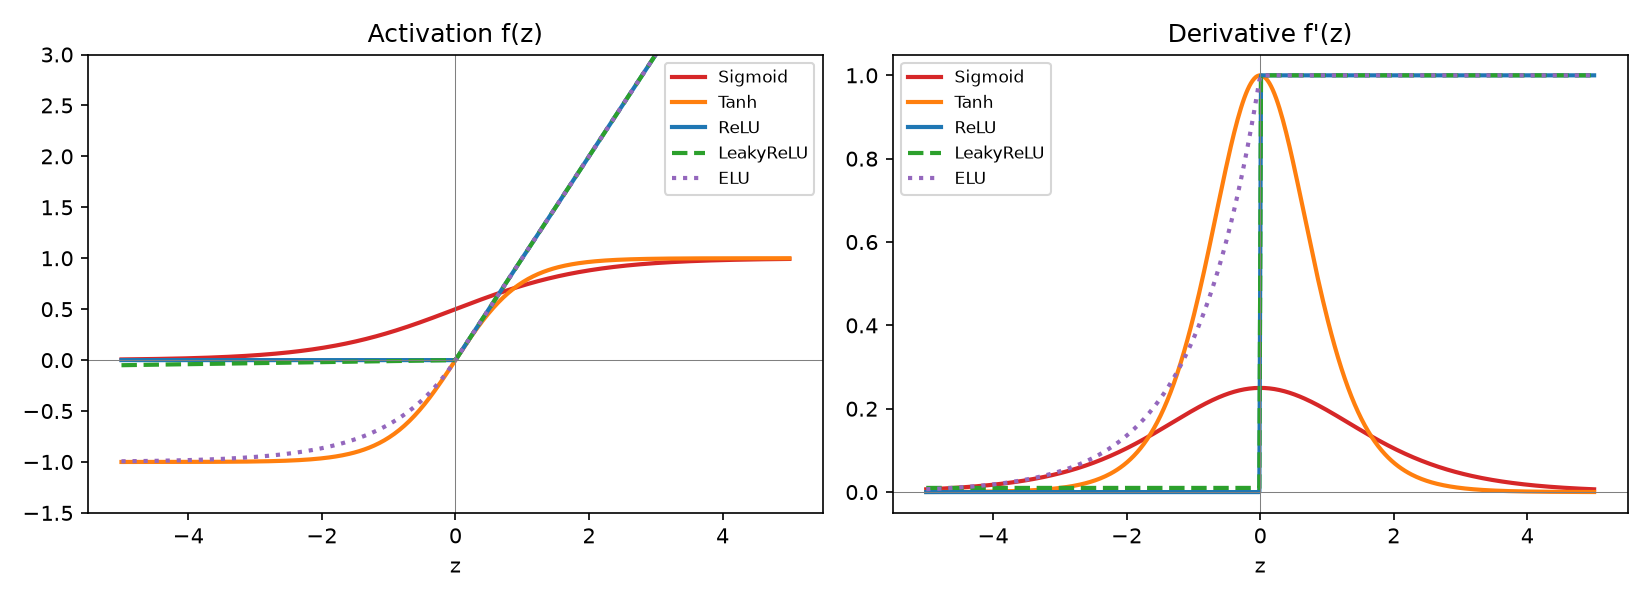 Activation f(z)
3.0
2.5
2.0
1.5
1.0
0.5
0.0
−0.5
−1.0
−1.5
−4 −2 0 2 4
z
Sigmoid
Tanh
ReLU
LeakyReLU
ELU
Derivative f'(z)
1.0
0.8
0.6
0.4
0.2
0.0
−4 −2 0 2 4
z
Sigmoid
Tanh
ReLU
LeakyReLU
ELU